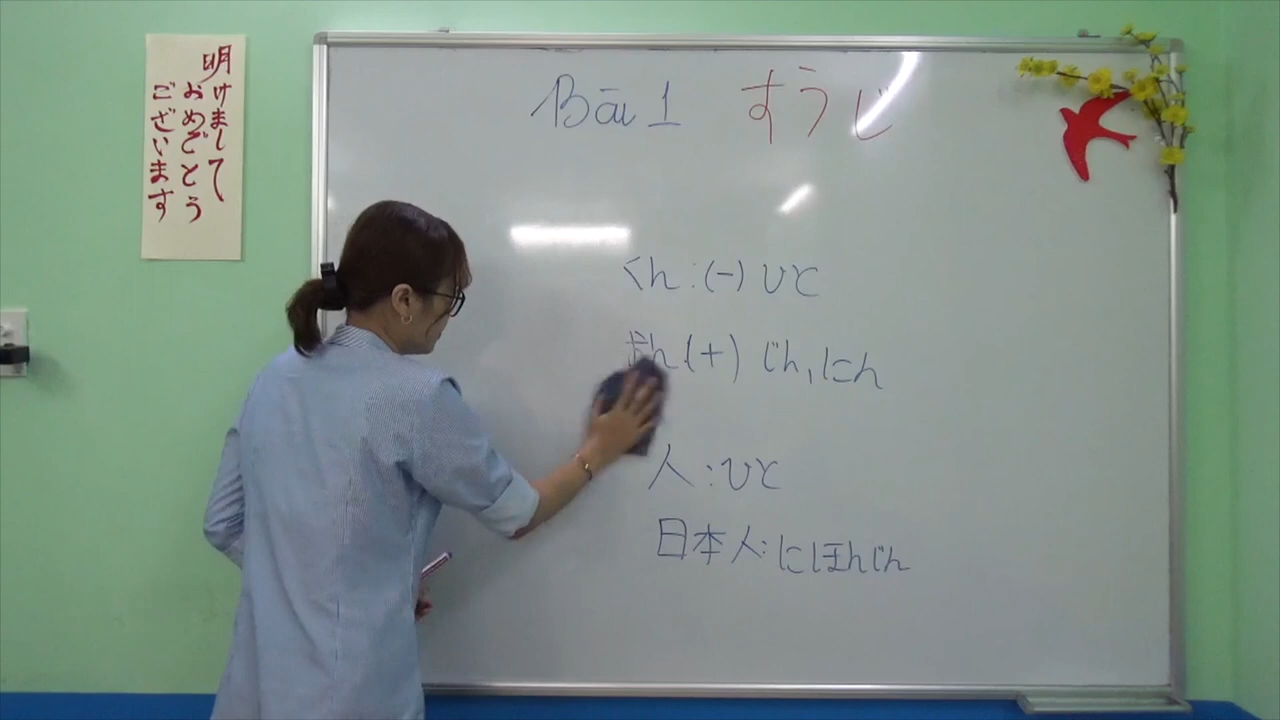 明けまして
おめでとう
ございます
Bāi 1 すうじ
くん:(-) ひと
おん(+) じん,にん
人:ひと
日本人:にほんじん